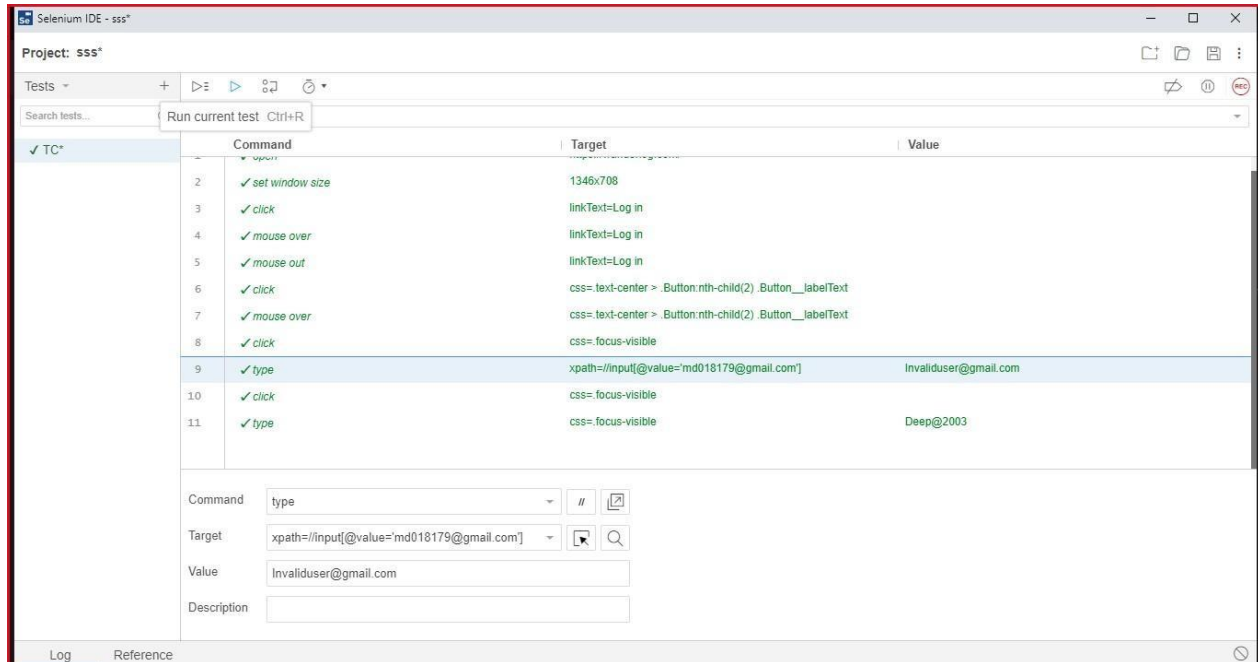 Selenium IDE - sss*
Project: sss*
Tests
Search tests...
Run current test Ctrl+R
✓ TC*
Command Target Value
✓ open
2 ✓ set window size 1346x708
3 ✓ click linkText=Log in
4 ✓ mouse over linkText=Log in
5 ✓ mouse out linkText=Log in
6 ✓ click css=.text-center > .Button:nth-child(2) .Button__labelText
7 ✓ mouse over css=.text-center > .Button:nth-child(2) .Button__labelText
8 ✓ click css=.focus-visible
9 ✓ type xpath=//input[@value='md018179@gmail.com'] Invaliduser@gmail.com
10 ✓ click css=.focus-visible
11 ✓ type css=.focus-visible Deep@2003
Command type //
Target xpath=//input[@value='md018179@gmail.com']
Value Invaliduser@gmail.com
Description
Log Reference
REC